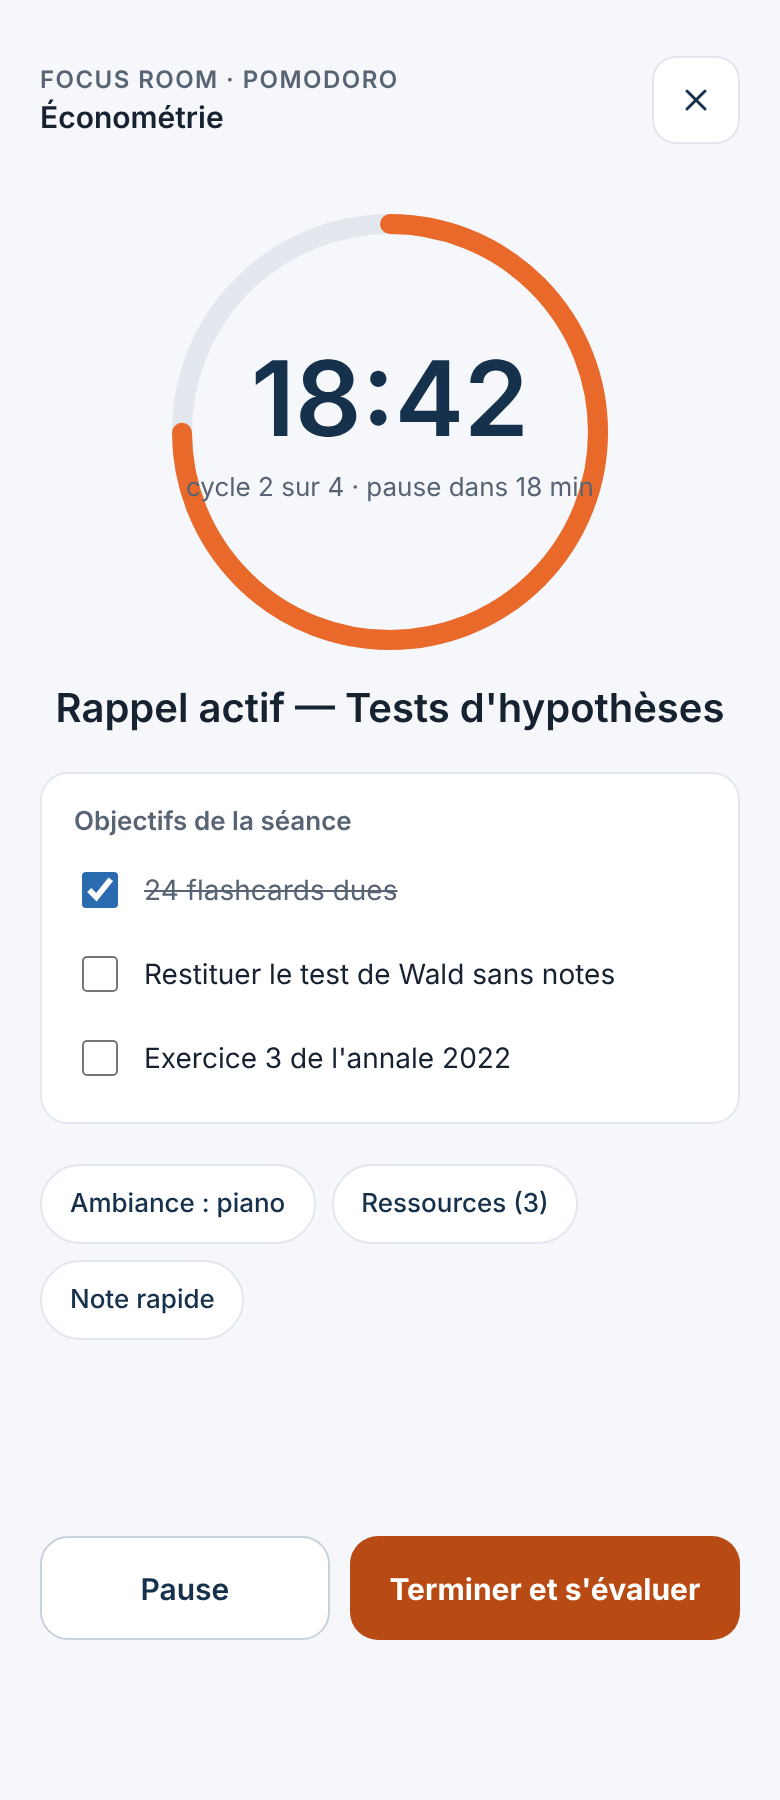 FOCUS ROOM · POMODORO
Économétrie
18:42
cycle 2 sur 4 · pause dans 18 min
Rappel actif — Tests d'hypothèses
Objectifs de la séance
24 flashcards dues
Restituer le test de Wald sans notes
Exercice 3 de l'annale 2022
Ambiance : piano
Ressources (3)
Note rapide
Pause
Terminer et s'évaluer